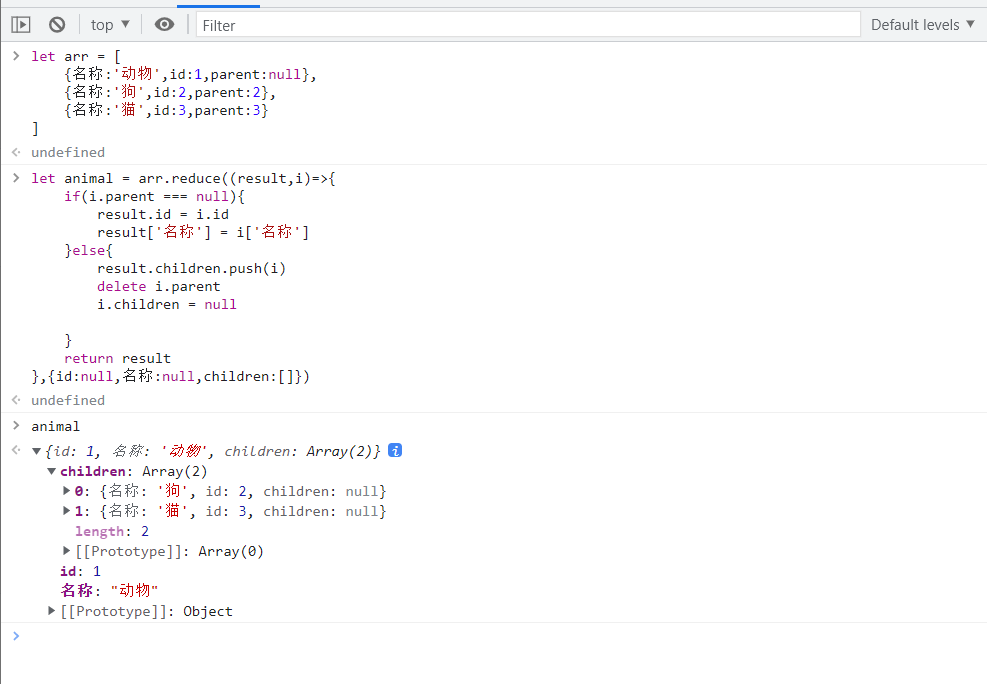 top ▼ Filter Default levels ▼
> let arr = [
{名称:'动物',id:1,parent:null},
{名称:'狗',id:2,parent:2},
{名称:'猫',id:3,parent:3}
]
undefined
> let animal = arr.reduce((result,i)=>{
if(i.parent === null){
result.id = i.id
result['名称'] = i['名称']
}else{
result.children.push(i)
delete i.parent
i.children = null
}
return result
},{id:null,名称:null,children:[]})
undefined
> animal
▼{id: 1, 名称: '动物', children: Array(2)} i
▼children: Array(2)
▶0: {名称: '狗', id: 2, children: null}
▶1: {名称: '猫', id: 3, children: null}
length: 2
▶[[Prototype]]: Array(0)
id: 1
名称: "动物"
▶[[Prototype]]: Object
>